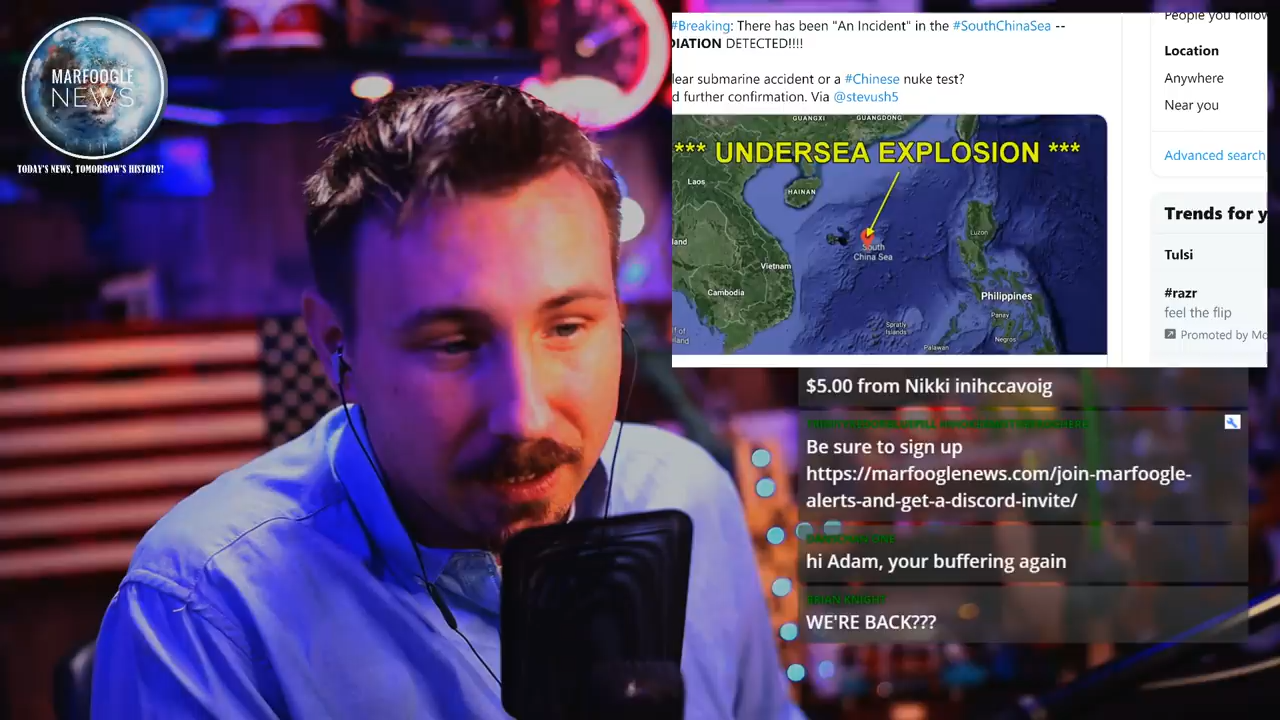 MARFOOGLE
NEWS
TODAY'S NEWS, TOMORROW'S HISTORY!
#Breaking: There has been "An Incident" in the #SouthChinaSea --
DIATION DETECTED!!!!
lear submarine accident or a #Chinese nuke test?
d further confirmation. Via @stevush5
GUANGXI
GUANGDONG
*** UNDERSEA EXPLOSION ***
Laos
HAINAN
land
South
China Sea
Luzon
Vietnam
Cambodia
Philippines
Panay
Spratly
Islands
Negros
Palawan
f of
land
People you follow
Location
Anywhere
Near you
Advanced search
Trends for y
Tulsi
#razr
feel the flip
Promoted by Mo
$5.00 from Nikki inihccavoig
Be sure to sign up
https://marfooglenews.com/join-marfoogle-
alerts-and-get-a-discord-invite/
hi Adam, your buffering again
BRIAN KNIGHT
WE'RE BACK???